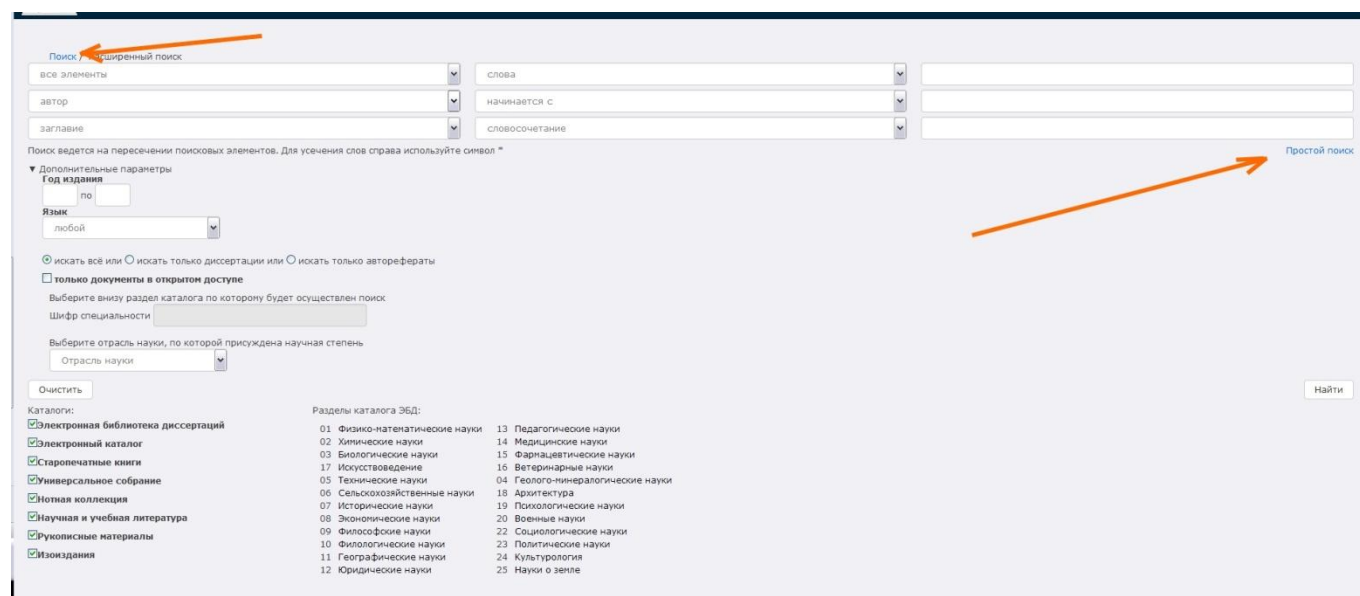 Поиск / Расширенный поиск
все элементы слова
автор начинается с
заглавие словосочетание
Поиск ведется на пересечении поисковых элементов. Для усечения слов справа используйте символ *
Простой поиск
▼ Дополнительные параметры
Год издания
по
Язык
любой
искать всё или искать только диссертации или искать только авторефераты
только документы в открытом доступе
Выберите внизу раздел каталога по которому будет осуществлен поиск
Шифр специальности
Выберите отрасль науки, по которой присуждена научная степень
Отрасль науки
Очистить Найти
Каталоги:
Электронная библиотека диссертаций
Электронный каталог
Старопечатные книги
Универсальное собрание
Нотная коллекция
Научная и учебная литература
Рукописные материалы
Изоиздания
Разделы каталога ЭБД:
01 Физико-математические науки
02 Химические науки
03 Биологические науки
17 Искусствоведение
05 Технические науки
06 Сельскохозяйственные науки
07 Исторические науки
08 Экономические науки
09 Философские науки
10 Филологические науки
11 Географические науки
12 Юридические науки
13 Педагогические науки
14 Медицинские науки
15 Фармацевтические науки
16 Ветеринарные науки
04 Геолого-минералогические науки
18 Архитектура
19 Психологические науки
20 Военные науки
22 Социологические науки
23 Политические науки
24 Культурология
25 Науки о земле